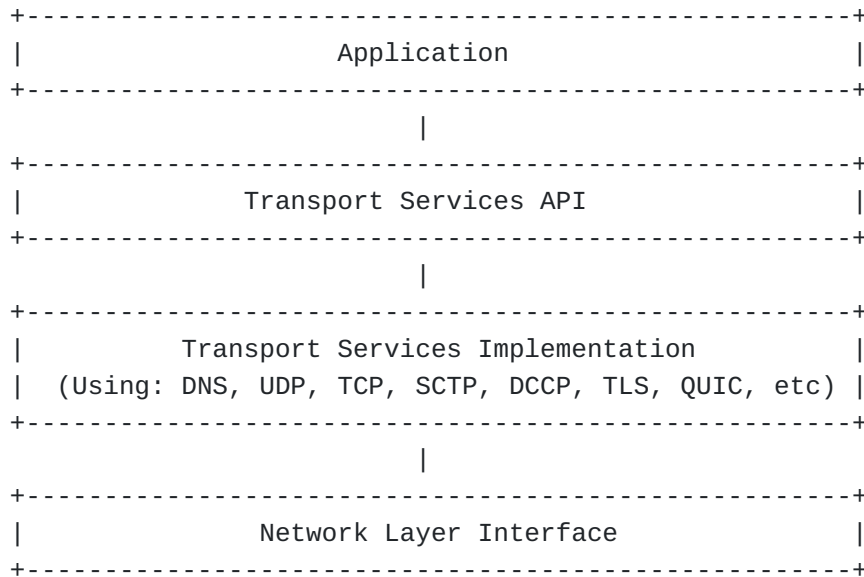 Application
Transport Services API
Transport Services Implementation
(Using: DNS, UDP, TCP, SCTP, DCCP, TLS, QUIC, etc)
Network Layer Interface